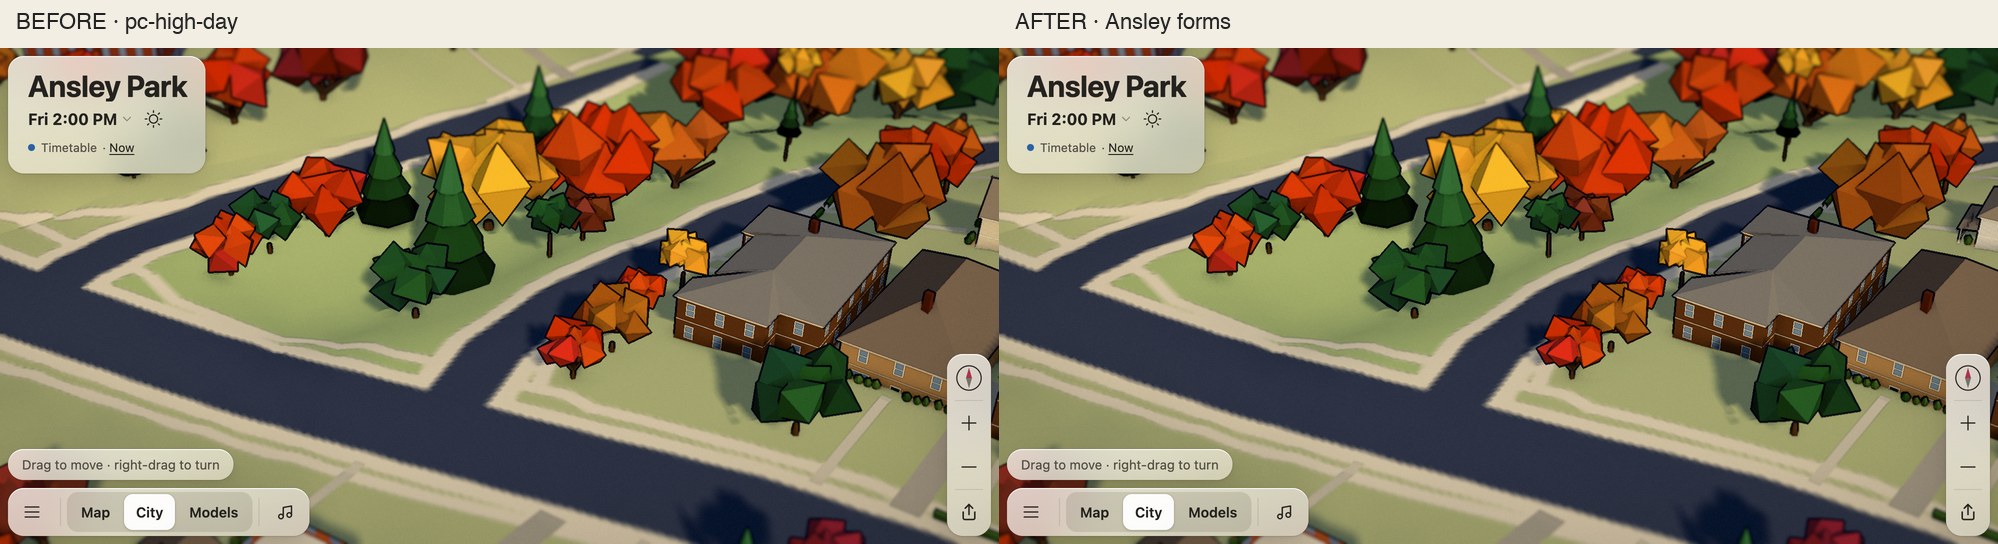 BEFORE · pc-high-day
AFTER · Ansley forms
Ansley Park
Fri 2:00 PM
Timetable · Now
Drag to move · right-drag to turn
Map City Models
Ansley Park
Fri 2:00 PM
Timetable · Now
Drag to move · right-drag to turn
Map City Models